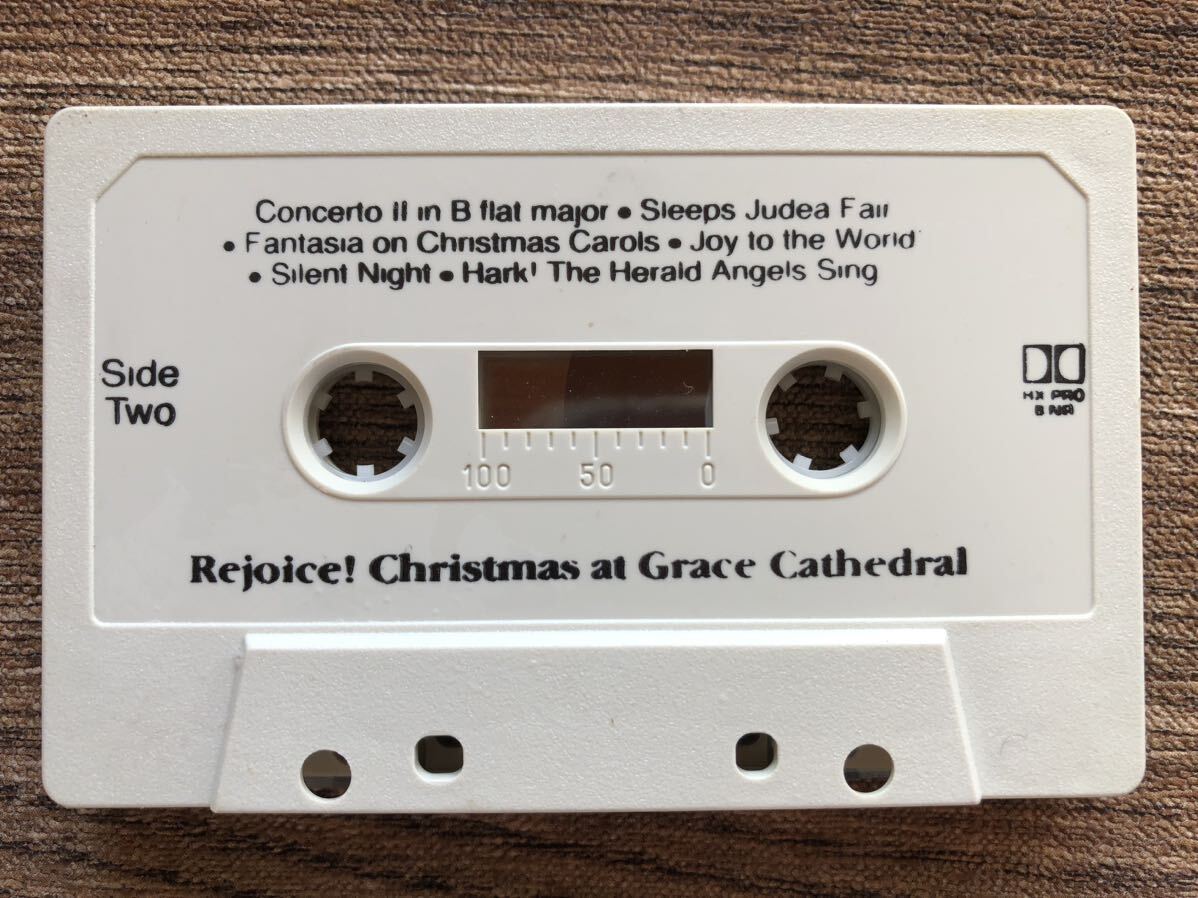 Concerto II in B flat major • Sleeps Judea Fair
• Fantasia on Christmas Carols • Joy to the World
• Silent Night • Hark! The Herald Angels Sing
Side
Two
HX PRO
B NR
100 50 0
Rejoice! Christmas at Grace Cathedral